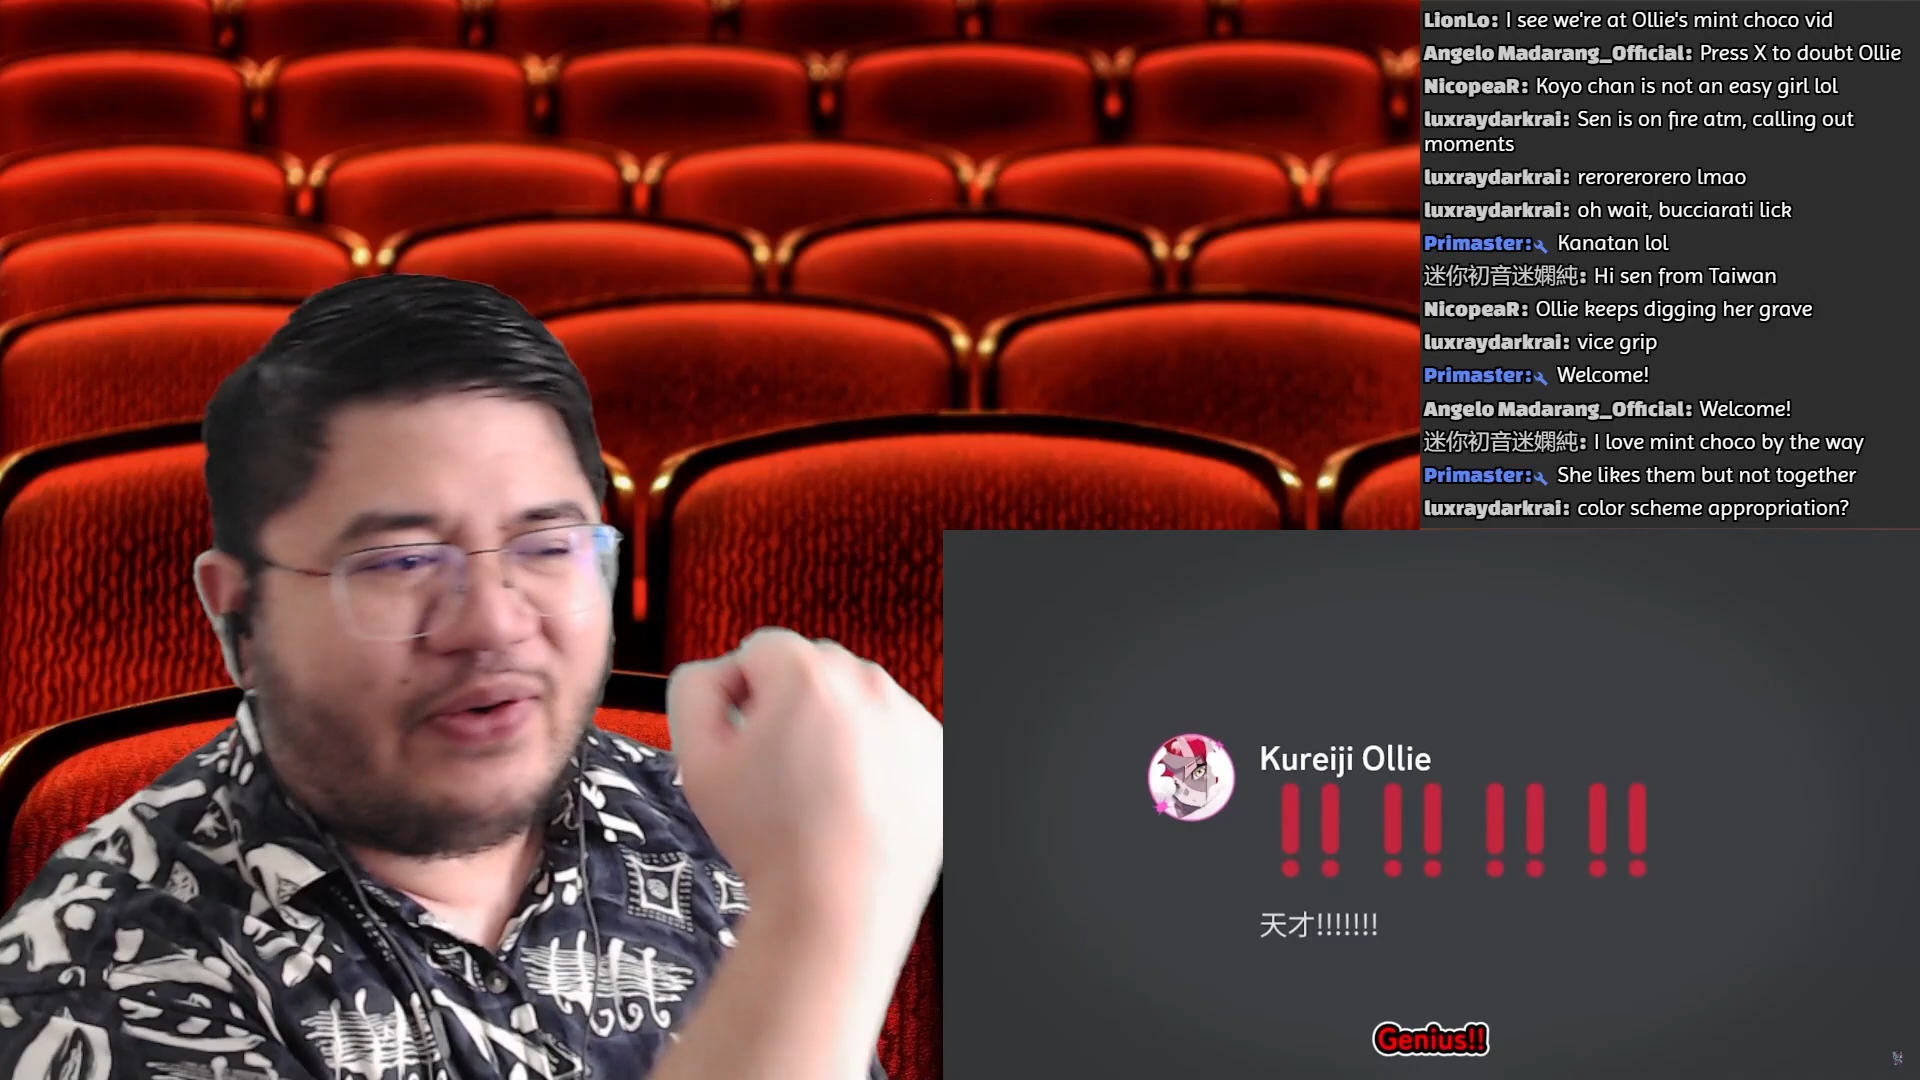 LionLo: I see we're at Ollie's mint choco vid
Angelo Madarang_Official: Press X to doubt Ollie
NicopeaR: Koyo chan is not an easy girl lol
luxraydarkrai: Sen is on fire atm, calling out
moments
luxraydarkrai: rerorerorero lmao
luxraydarkrai: oh wait, bucciarati lick
Primaster: Kanatan lol
迷你初音迷嫻純: Hi sen from Taiwan
NicopeaR: Ollie keeps digging her grave
luxraydarkrai: vice grip
Primaster: Welcome!
Angelo Madarang_Official: Welcome!
迷你初音迷嫻純: I love mint choco by the way
Primaster: She likes them but not together
luxraydarkrai: color scheme appropriation?
Kureiji Ollie
‼ ‼ ‼ ‼
天才!!!!!!!
Genius!!